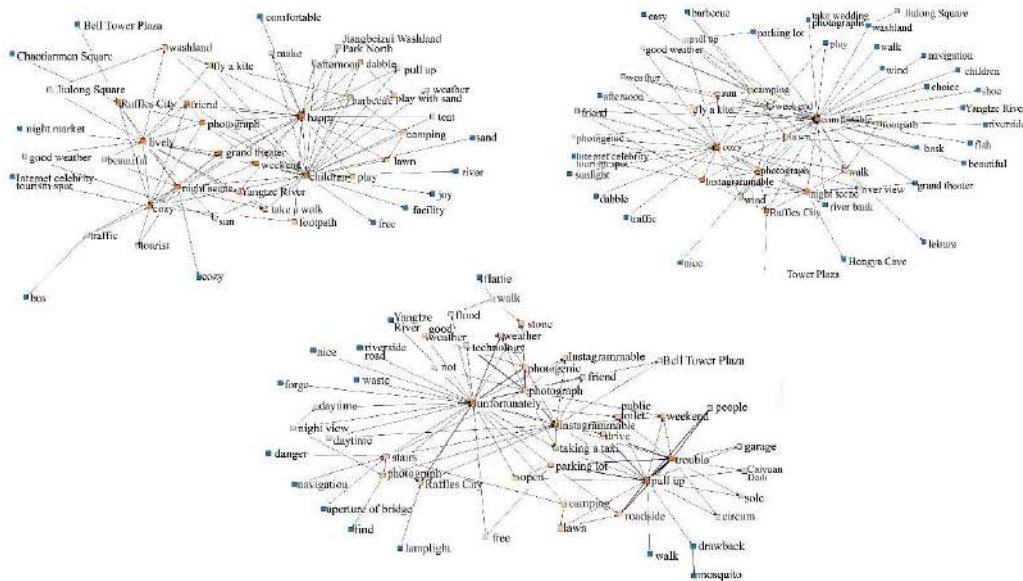 Bell Tower Plaza
comfortable
washland
make
Jiangbeizui Washland
Park North
Chaotianmen Square
fly a kite
afternoon
dabble
pull up
Jiulong Square
Raffles City
friend
barbecue
play with sand
weather
photograph
happy
tent
night market
lively
camping
sand
good weather
beautiful
grand theater
weekend
lawn
river
Internet celebrity
tourism spot
night scene
Yangtze River
children
play
joy
cozy
take a walk
facility
sun
footpath
free
traffic
tourist
cozy
bus
easy
barbecue
take wedding
photographs
Jiulong Square
parking lot
washland
pull up
good weather
play
walk
navigation
weather
sun
camping
wind
children
afternoon
fly a kite
weekend
choice
shoe
friend
comfortable
footpath
Yangtze River
riverside
photogenic
lawn
fish
cozy
bask
beautiful
Internet celebrity
tourism spot
sunlight
photograph
walk
Instagrammable
night scene
river view
grand theater
dabble
wind
river bank
traffic
Raffles City
leisure
nice
Hongya Cave
Tower Plaza
flattie
walk
Yangtze
River
flood
stone
good
weather
weather
nice
riverside
road
technology
Instagrammable
Bell Tower Plaza
not
photogenic
friend
forge
waste
photograph
unfortunately
daytime
public
toilet
weekend
people
night view
Instagrammable
drive
daytime
taking a taxi
garage
danger
stairs
parking lot
trouble
photograph
Caiyuan
navigation
Raffles City
open
pull up
sole
aperture of bridge
camping
roadside
circum
find
lawn
free
lamplight
walk
drawback
mosquito